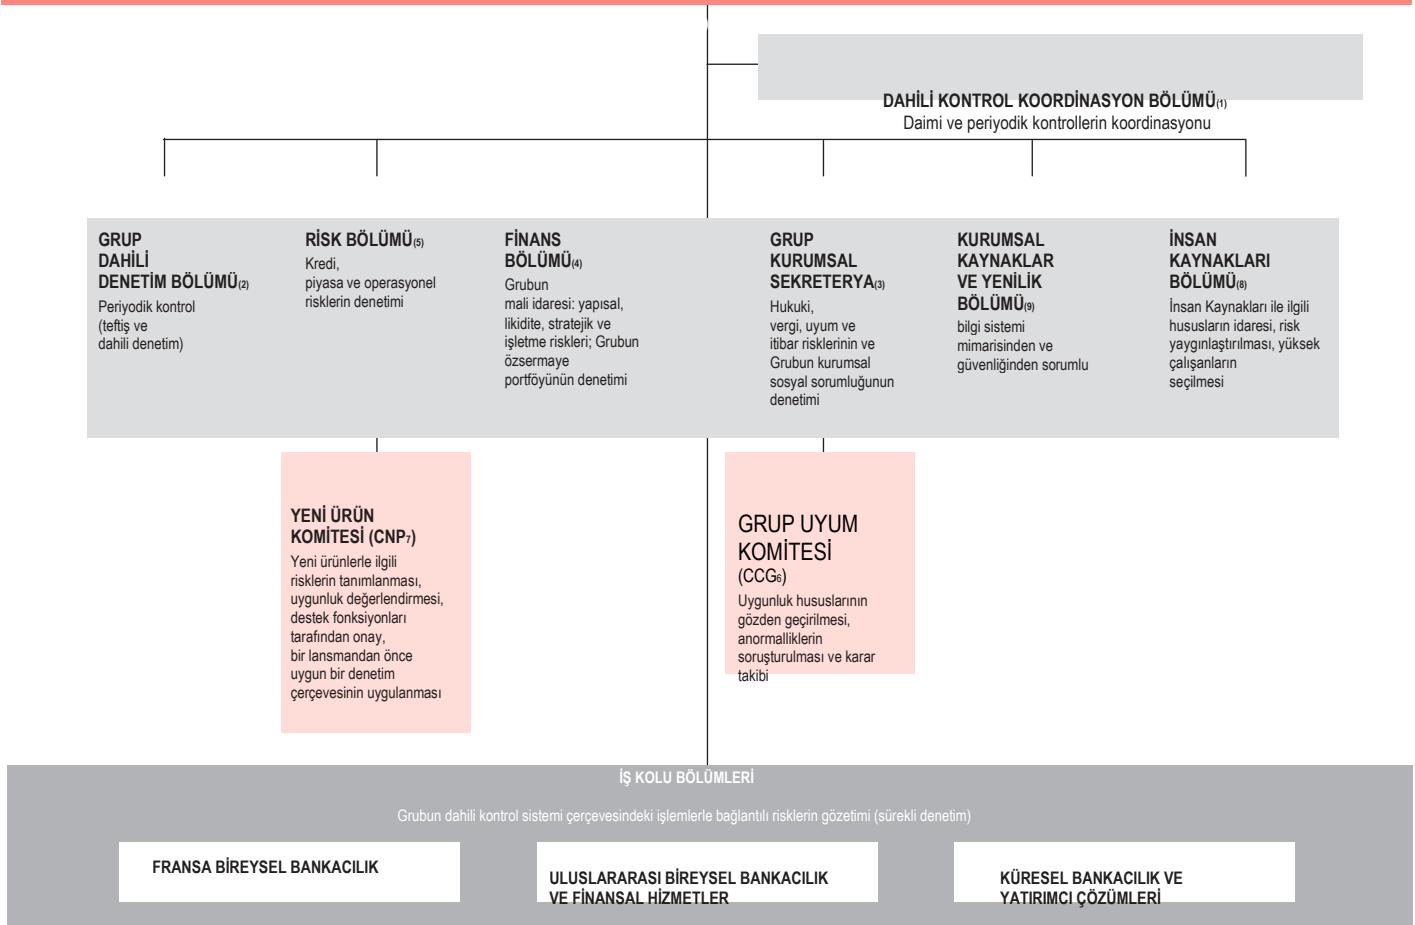 DAHİLİ KONTROL KOORDİNASYON BÖLÜMÜ(1)
Daimi ve periyodik kontrollerin koordinasyonu
GRUP
DAHİLİ
DENETİM BÖLÜMÜ(2)
Periyodik kontrol
(teftiş ve
dahili denetim)
RİSK BÖLÜMÜ(5)
Kredi,
piyasa ve operasyonel
risklerin denetimi
FİNANS
BÖLÜMÜ(4)
Grubun
mali idaresi: yapısal,
likidite, stratejik ve
işletme riskleri; Grubun
özsermaye
portföyünün denetimi
GRUP
KURUMSAL
SEKRETERYA(3)
Hukuki,
vergi, uyum ve
itibar risklerinin ve
Grubun kurumsal
sosyal sorumluğunun
denetimi
KURUMSAL
KAYNAKLAR
VE YENİLİK
BÖLÜMÜ(9)
bilgi sistemi
mimarisinden ve
güvenliğinden sorumlu
İNSAN
KAYNAKLARI
BÖLÜMÜ(8)
İnsan Kaynakları ile ilgili
hususların idaresi, risk
yaygınlaştırılması, yüksek
çalışanların
seçilmesi
YENİ ÜRÜN
KOMİTESİ (CNP7)
Yeni ürünlerle ilgili
risklerin tanımlanması,
uygunluk değerlendirmesi,
destek fonksiyonları
tarafından onay,
bir lansmandan önce
uygun bir denetim
çerçevesinin uygulanması
GRUP UYUM
KOMİTESİ
(CCG6)
Uygunluk hususlarının
gözden geçirilmesi,
anormalliklerin
soruşturulması ve karar
takibi
İŞ KOLU BÖLÜMLERİ
Grubun dahili kontrol sistemi çerçevesindeki işlemlerle bağlantılı risklerin gözetimi (sürekli denetim)
FRANSA BİREYSEL BANKACILIK
ULUSLARARASI BİREYSEL BANKACILIK
VE FİNANSAL HİZMETLER
KÜRESEL BANKACILIK VE
YATIRIMCI ÇÖZÜMLERİ